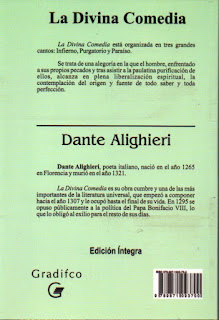 La Divina Comedia
La Divina Comedia está organizada en tres grandes
cantos: Infierno, Purgatorio y Paraíso.
Se trata de una alegoría en la que el hombre, enfrentado
a sus propios pecados y tras asistir a la paulatina purificación de
ellos, alcanza en plena liberalización espiritual, la
contemplación del origen y fuente de todo saber y toda
perfección.
Dante Alighieri
Dante Alighieri, poeta italiano, nació en el año 1265
en Florencia y murió en el año 1321.
La Divina Comedia es su obra cumbre y una de las más
importantes de la literatura universal, que empezó a componer
hacia el año 1307 y le ocupó hasta el final de su vida. En 1295 se
opuso públicamente a la política del Papa Bonifacio VIII, lo
que lo obligó al exilio para el resto de sus días.
Edición Íntegra
Gradifco